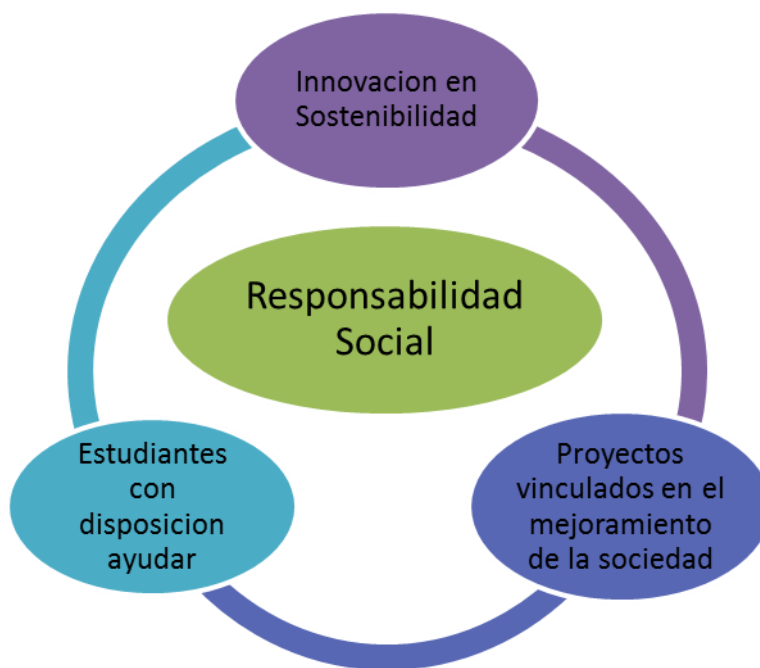 Innovacion en
Sostenibilidad
Responsabilidad
Social
Estudiantes
con
disposicion
ayudar
Proyectos
vinculados en el
mejoramiento
de la sociedad